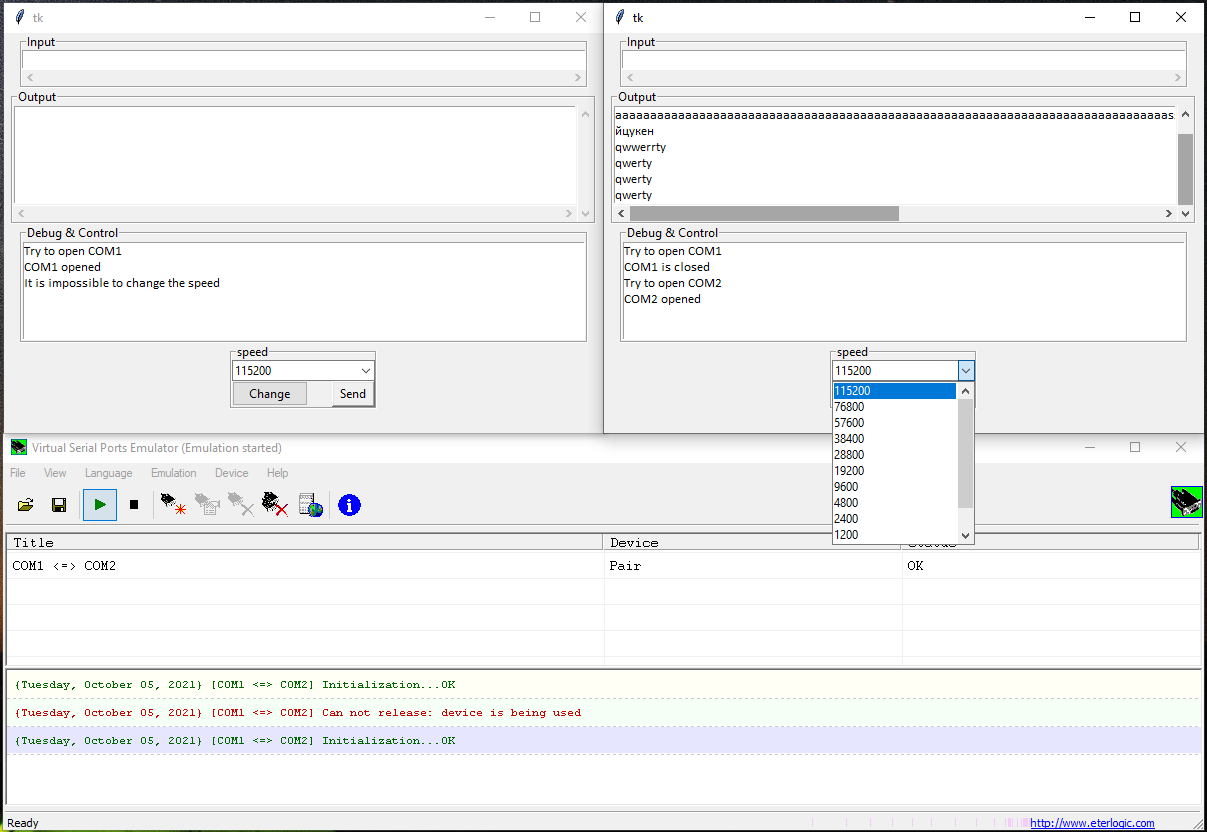 tk
Input
Output
Debug & Control
Try to open COM1
COM1 opened
It is impossible to change the speed
speed
115200
Change Send
tk
Input
Output
йцукен
qwwerrty
qwerty
qwerty
qwerty
Debug & Control
Try to open COM1
COM1 is closed
Try to open COM2
COM2 opened
speed
115200
115200
76800
57600
38400
28800
19200
9600
4800
2400
1200
Virtual Serial Ports Emulator (Emulation started)
File View Language Emulation Device Help
Title Device Status
COM1 <=> COM2 Pair OK
{Tuesday, October 05, 2021} [COM1 <=> COM2] Initialization...OK
{Tuesday, October 05, 2021} [COM1 <=> COM2] Can not release: device is being used
{Tuesday, October 05, 2021} [COM1 <=> COM2] Initialization...OK
Ready http://www.eterlogic.com